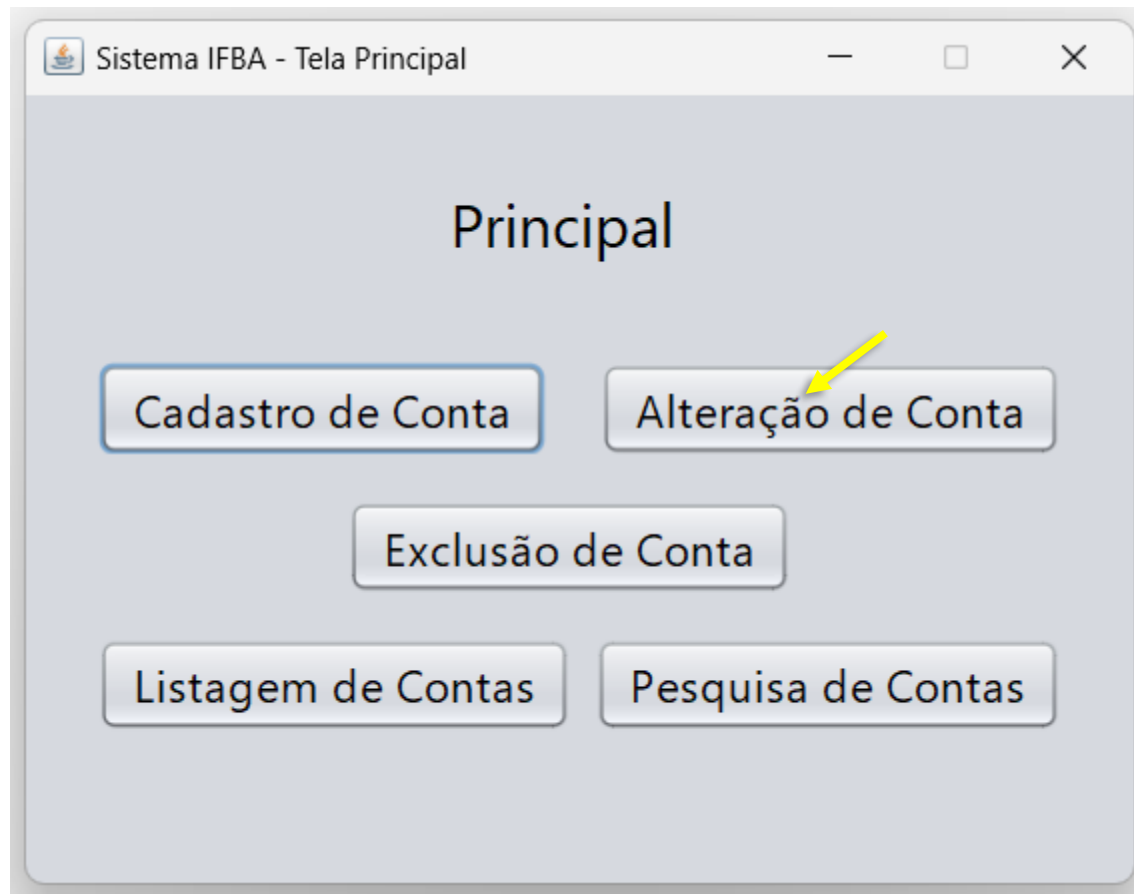 Sistema IFBA - Tela Principal
Principal
Cadastro de Conta
Alteração de Conta
Exclusão de Conta
Listagem de Contas
Pesquisa de Contas